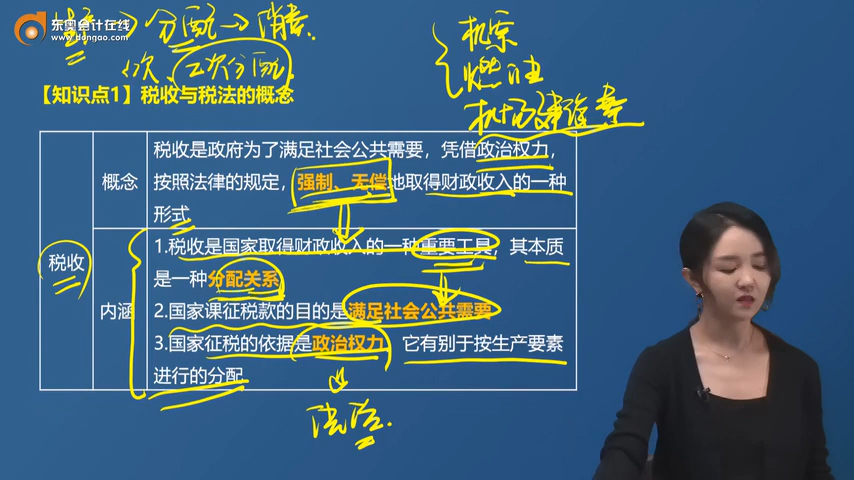 东奥会计在线
www.dongao.com
分配 → 消费.
二次分配.
机票
燃油
机场建设费
【知识点1】税收与税法的概念
税收
概念
税收是政府为了满足社会公共需要，凭借政治权力，
按照法律的规定，强制、无偿地取得财政收入的一种
形式
内涵
1.税收是国家取得财政收入的一种重要工具，其本质
是一种分配关系
2.国家课征税款的目的是满足社会公共需要
3.国家征税的依据是政治权力，它有别于按生产要素
进行的分配
法律.